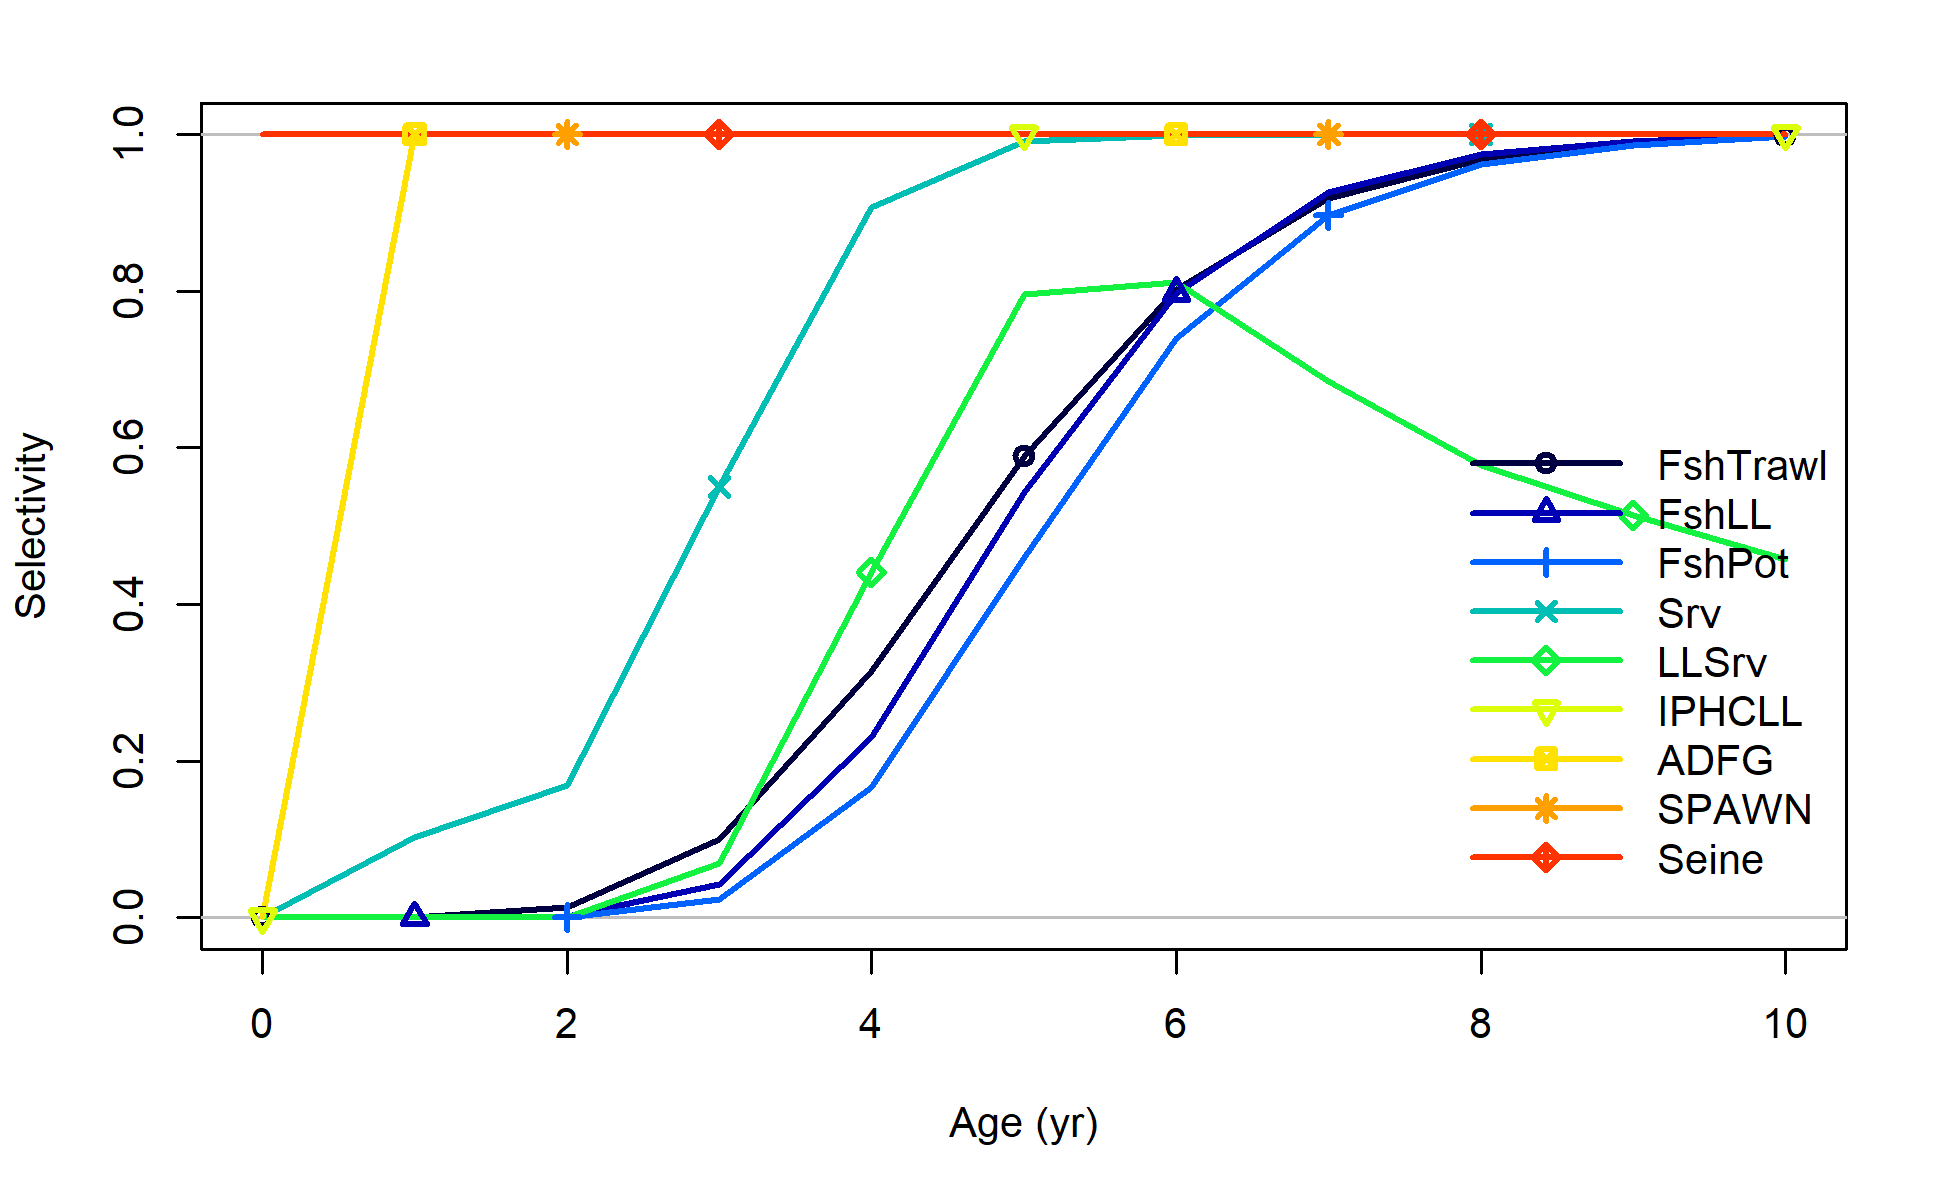 Selectivity
1.0
0.8
0.6
0.4
0.2
0.0
FshTrawl
FshLL
FshPot
Srv
LLSrv
IPHCLL
ADFG
SPAWN
Seine
0 2 4 6 8 10
Age (yr)